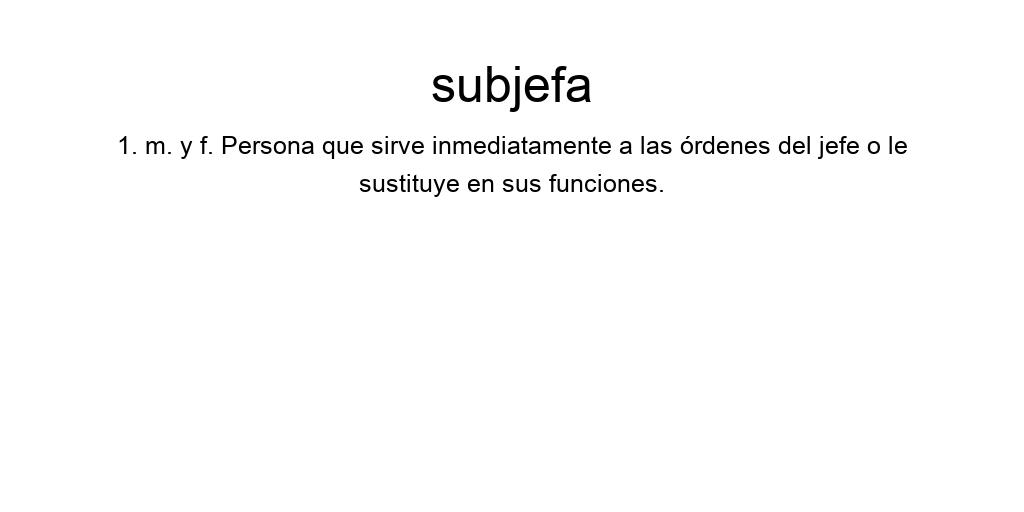 subjefa
1. m. y f. Persona que sirve inmediatamente a las órdenes del jefe o le
sustituye en sus funciones.